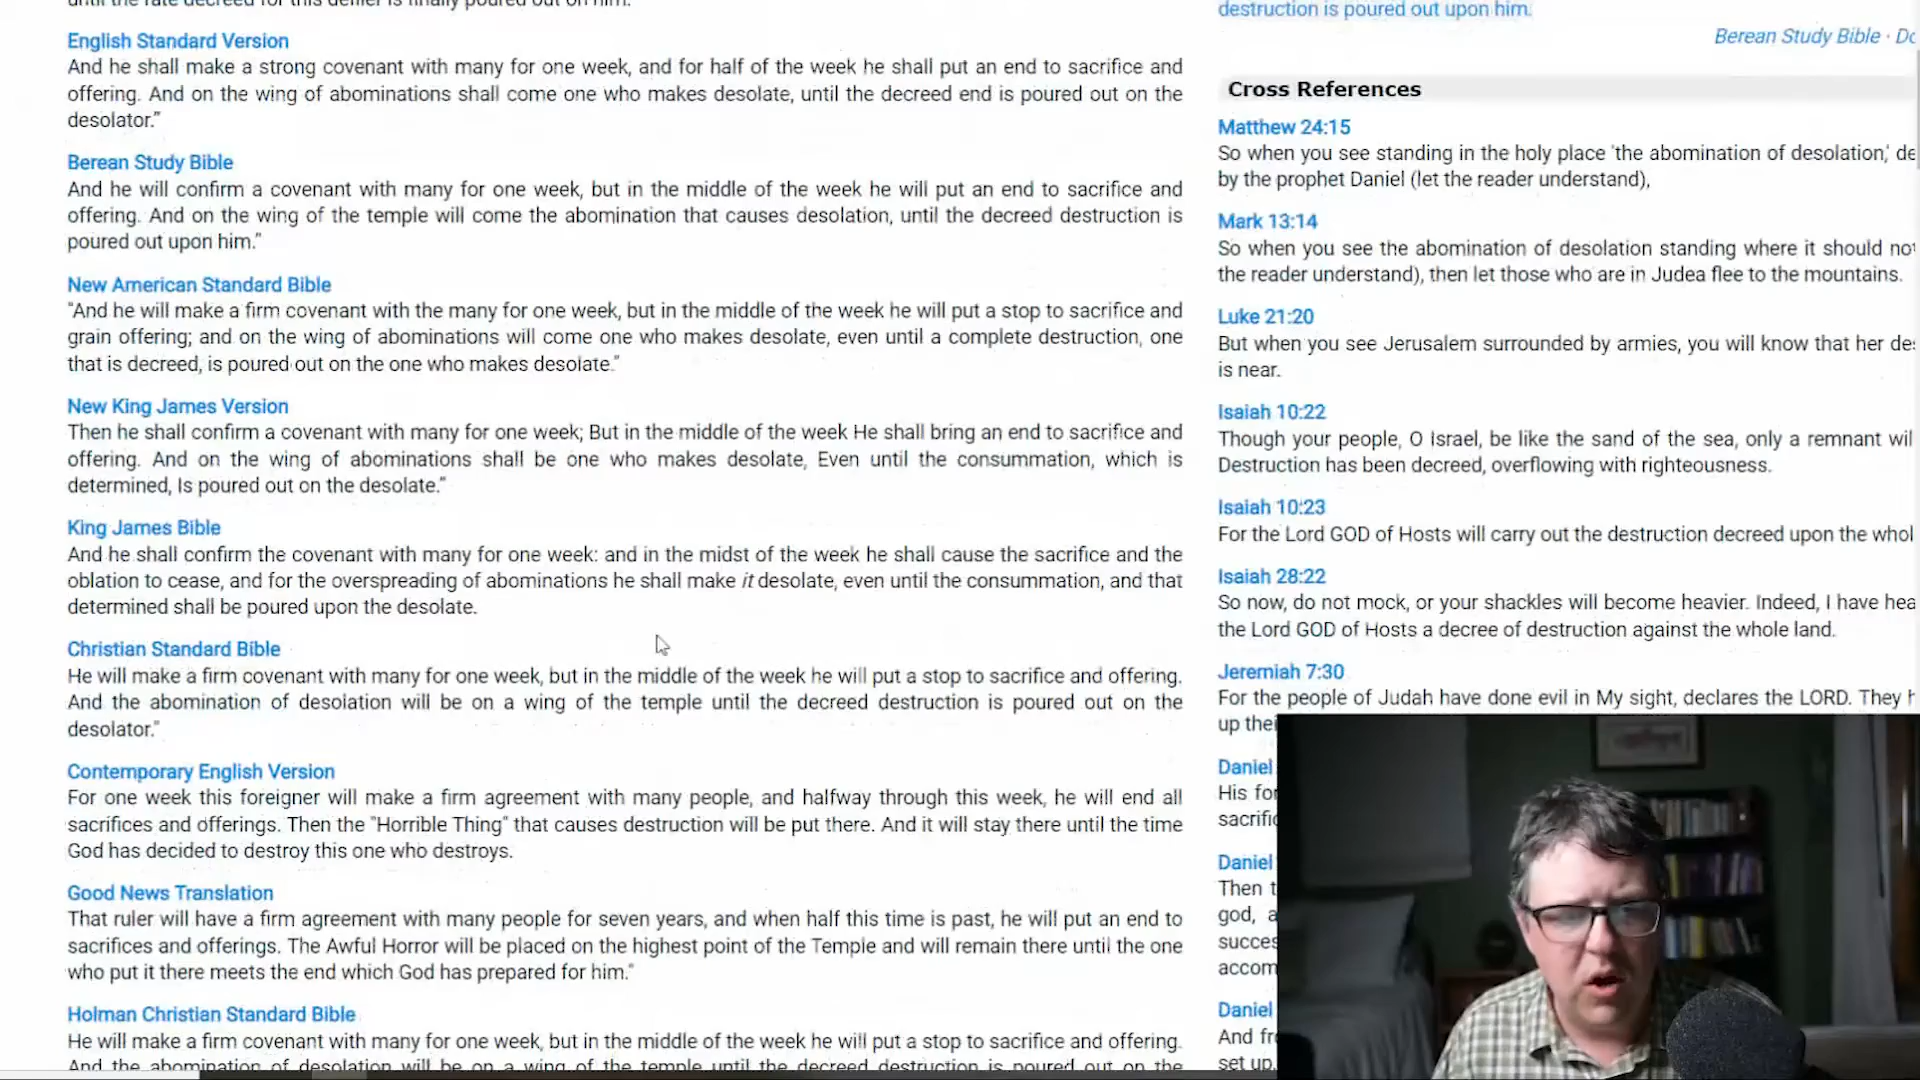 English Standard Version
And he shall make a strong covenant with many for one week, and for half of the week he shall put an end to sacrifice and
offering. And on the wing of abominations shall come one who makes desolate, until the decreed end is poured out on the
desolator.”
Berean Study Bible
And he will confirm a covenant with many for one week, but in the middle of the week he will put an end to sacrifice and
offering. And on the wing of the temple will come the abomination that causes desolation, until the decreed destruction is
poured out upon him.”
New American Standard Bible
“And he will make a firm covenant with the many for one week, but in the middle of the week he will put a stop to sacrifice and
grain offering; and on the wing of abominations will come one who makes desolate, even until a complete destruction, one
that is decreed, is poured out on the one who makes desolate.”
New King James Version
Then he shall confirm a covenant with many for one week; But in the middle of the week He shall bring an end to sacrifice and
offering. And on the wing of abominations shall be one who makes desolate, Even until the consummation, which is
determined, Is poured out on the desolate.”
King James Bible
And he shall confirm the covenant with many for one week: and in the midst of the week he shall cause the sacrifice and the
oblation to cease, and for the overspreading of abominations he shall make it desolate, even until the consummation, and that
determined shall be poured upon the desolate.
Christian Standard Bible
He will make a firm covenant with many for one week, but in the middle of the week he will put a stop to sacrifice and offering.
And the abomination of desolation will be on a wing of the temple until the decreed destruction is poured out on the
desolator.”
Contemporary English Version
For one week this foreigner will make a firm agreement with many people, and halfway through this week, he will end all
sacrifices and offerings. Then the "Horrible Thing" that causes destruction will be put there. And it will stay there until the time
God has decided to destroy this one who destroys.
Good News Translation
That ruler will have a firm agreement with many people for seven years, and when half this time is past, he will put an end to
sacrifices and offerings. The Awful Horror will be placed on the highest point of the Temple and will remain there until the one
who put it there meets the end which God has prepared for him."
Holman Christian Standard Bible
He will make a firm covenant with many for one week, but in the middle of the week he will put a stop to sacrifice and offering.
And the abomination of desolation will be on a wing of the temple until the decreed destruction is poured out on the
destruction is poured out upon him.
Berean Study Bible ·
Cross References
Matthew 24:15
So when you see standing in the holy place 'the abomination of desolation,'
by the prophet Daniel (let the reader understand),
Mark 13:14
So when you see the abomination of desolation standing where it should
the reader understand), then let those who are in Judea flee to the mountains.
Luke 21:20
But when you see Jerusalem surrounded by armies, you will know that her
is near.
Isaiah 10:22
Though your people, O Israel, be like the sand of the sea, only a remnant
Destruction has been decreed, overflowing with righteousness.
Isaiah 10:23
For the Lord GOD of Hosts will carry out the destruction decreed upon the
Isaiah 28:22
So now, do not mock, or your shackles will become heavier. Indeed, I have
the Lord GOD of Hosts a decree of destruction against the whole land.
Jeremiah 7:30
For the people of Judah have done evil in My sight, declares the LORD. They
up
Daniel
His
Daniel
Then
god,
Daniel
And
set up